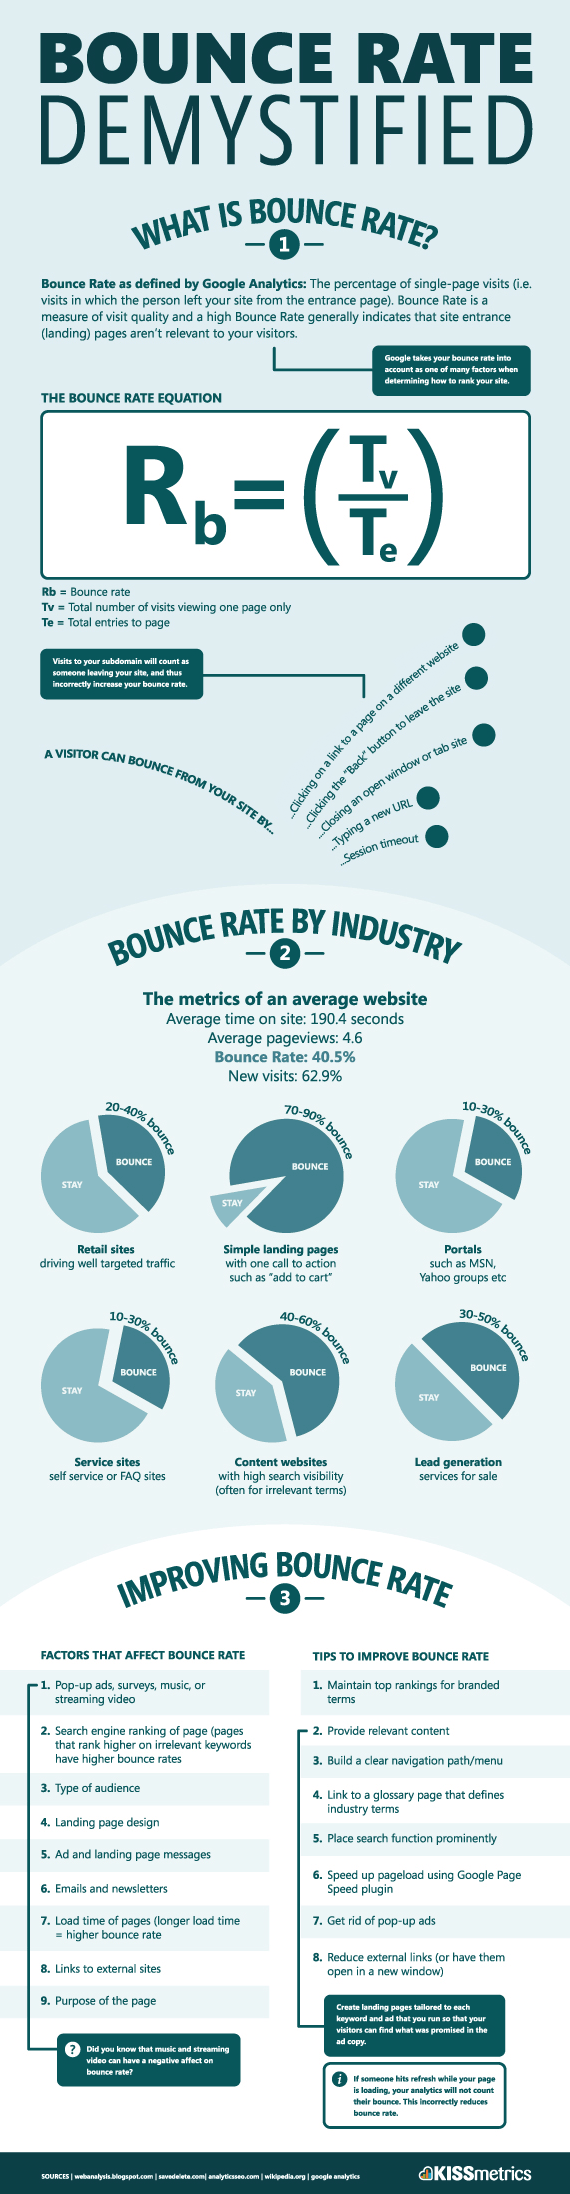 BOUNCE RATE
DEMYSTIFIED
WHAT IS BOUNCE RATE?
1
Bounce Rate as defined by Google Analytics: The percentage of single-page visits (i.e.
visits in which the person left your site from the entrance page). Bounce Rate is a
measure of visit quality and a high Bounce Rate generally indicates that site entrance
(landing) pages aren't relevant to your visitors.
Google takes your bounce rate into
account as one of many factors when
determining how to rank your site.
THE BOUNCE RATE EQUATION
Rb=(Tv/Te)
Rb = Bounce rate
Tv = Total number of visits viewing one page only
Te = Total entries to page
Visits to your subdomain will count as
someone leaving your site, and thus
incorrectly increase your bounce rate.
A VISITOR CAN BOUNCE FROM YOUR SITE BY...
...Clicking on a link to a page on a different website
...Clicking the "Back" button to leave the site
...Closing an open window or tab site
...Typing a new URL
...Session timeout
BOUNCE RATE BY INDUSTRY
2
The metrics of an average website
Average time on site: 190.4 seconds
Average pageviews: 4.6
Bounce Rate: 40.5%
New visits: 62.9%
20-40% bounce
BOUNCE
STAY
Retail sites
driving well targeted traffic
70-90% bounce
BOUNCE
STAY
Simple landing pages
with one call to action
such as "add to cart"
10-30% bounce
BOUNCE
STAY
Portals
such as MSN,
Yahoo groups etc
10-30% bounce
BOUNCE
STAY
Service sites
self service or FAQ sites
40-60% bounce
BOUNCE
STAY
Content websites
with high search visibility
(often for irrelevant terms)
30-50% bounce
BOUNCE
STAY
Lead generation
services for sale
IMPROVING BOUNCE RATE
3
FACTORS THAT AFFECT BOUNCE RATE
1. Pop-up ads, surveys, music, or
streaming video
2. Search engine ranking of page (pages
that rank higher on irrelevant keywords
have higher bounce rates
3. Type of audience
4. Landing page design
5. Ad and landing page messages
6. Emails and newsletters
7. Load time of pages (longer load time
= higher bounce rate
8. Links to external sites
9. Purpose of the page
? Did you know that music and streaming
video can have a negative affect on
bounce rate?
TIPS TO IMPROVE BOUNCE RATE
1. Maintain top rankings for branded
terms
2. Provide relevant content
3. Build a clear navigation path/menu
4. Link to a glossary page that defines
industry terms
5. Place search function prominently
6. Speed up pageload using Google Page
Speed plugin
7. Get rid of pop-up ads
8. Reduce external links (or have them
open in a new window)
Create landing pages tailored to each
keyword and ad that you run so that your
visitors can find what was promised in the
ad copy.
i If someone hits refresh while your page
is loading, your analytics will not count
their bounce. This incorrectly reduces
bounce rate.
SOURCES | webanalysis.blogspot.com | savedelete.com| analyticsseo.com | wikipedia.org | google analytics
KISSmetrics